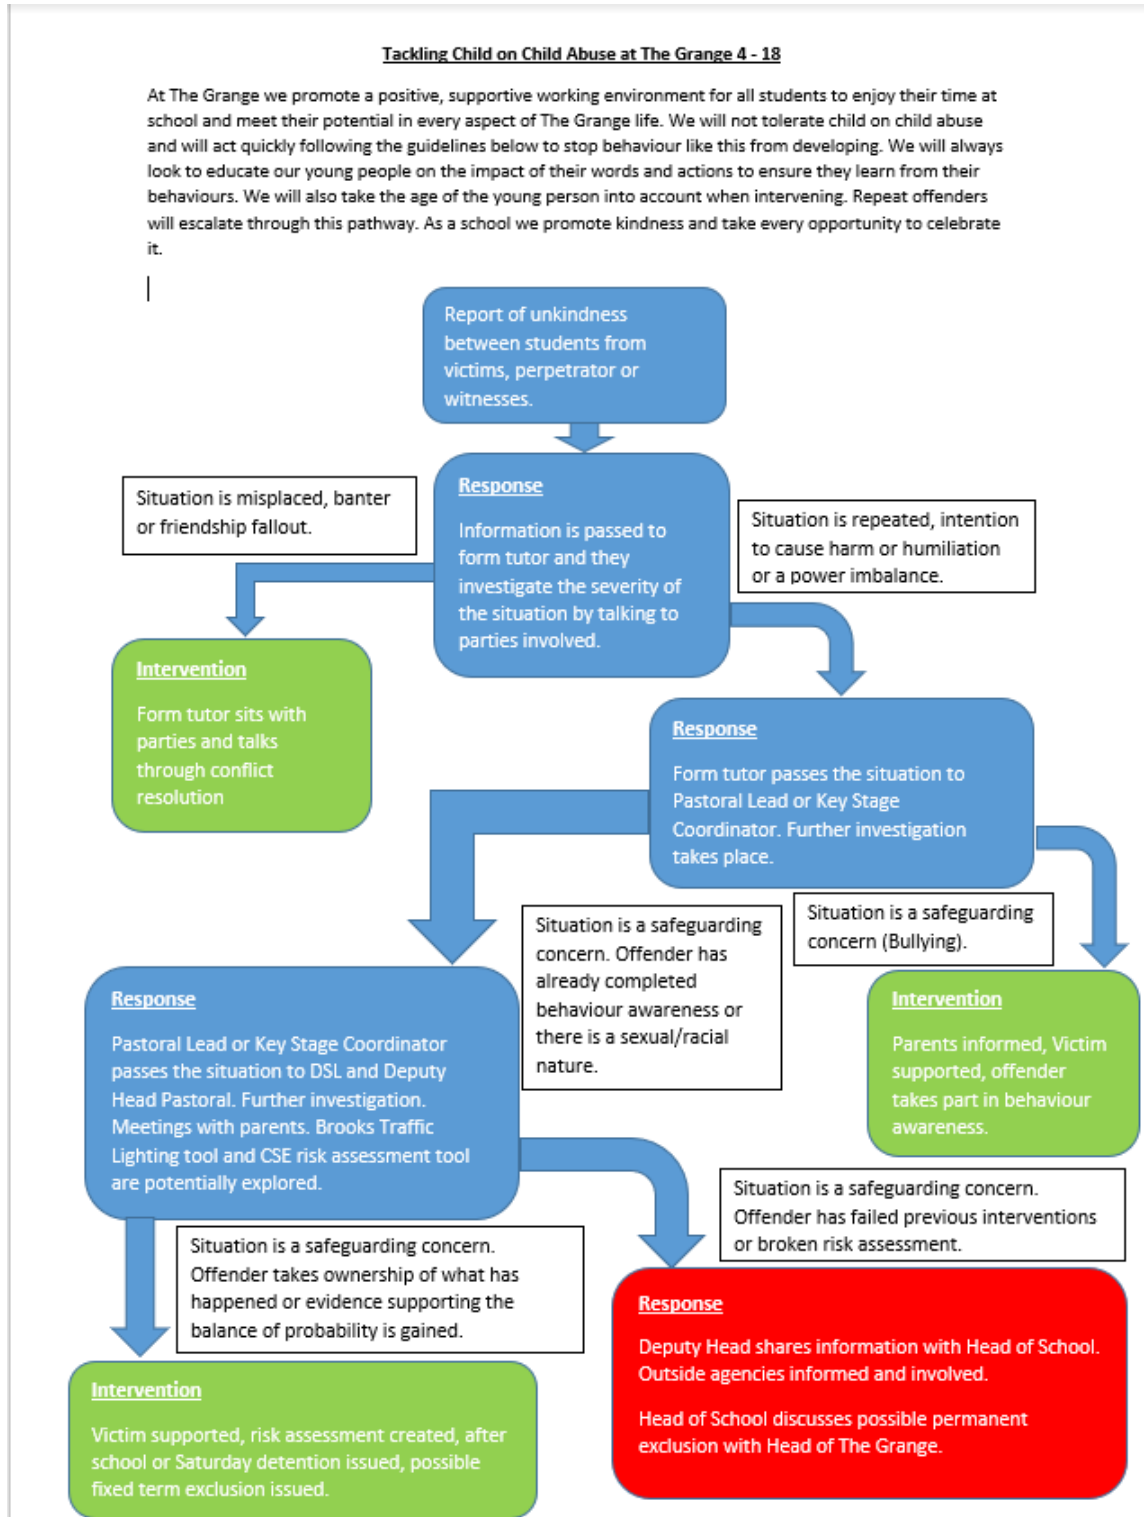 Tackling Child on Child Abuse at The Grange 4 - 18
At The Grange we promote a positive, supportive working environment for all students to enjoy their time at
school and meet their potential in every aspect of The Grange life. We will not tolerate child on child abuse
and will act quickly following the guidelines below to stop behaviour like this from developing. We will always
look to educate our young people on the impact of their words and actions to ensure they learn from their
behaviours. We will also take the age of the young person into account when intervening. Repeat offenders
will escalate through this pathway. As a school we promote kindness and take every opportunity to celebrate
it.
Report of unkindness
between students from
victims, perpetrator or
witnesses.
Response
Information is passed to
form tutor and they
investigate the severity of
the situation by talking to
parties involved.
Situation is misplaced, banter
or friendship fallout.
Situation is repeated, intention
to cause harm or humiliation
or a power imbalance.
Intervention
Form tutor sits with
parties and talks
through conflict
resolution
Response
Form tutor passes the situation to
Pastoral Lead or Key Stage
Coordinator. Further investigation
takes place.
Situation is a safeguarding
concern. Offender has
already completed
behaviour awareness or
there is a sexual/racial
nature.
Situation is a safeguarding
concern (Bullying).
Response
Pastoral Lead or Key Stage Coordinator
passes the situation to DSL and Deputy
Head Pastoral. Further investigation.
Meetings with parents. Brooks Traffic
Lighting tool and CSE risk assessment tool
are potentially explored.
Intervention
Parents informed, Victim
supported, offender
takes part in behaviour
awareness.
Situation is a safeguarding concern.
Offender has failed previous interventions
or broken risk assessment.
Situation is a safeguarding concern.
Offender takes ownership of what has
happened or evidence supporting the
balance of probability is gained.
Response
Deputy Head shares information with Head of School.
Outside agencies informed and involved.
Head of School discusses possible permanent
exclusion with Head of The Grange.
Intervention
Victim supported, risk assessment created, after
school or Saturday detention issued, possible
fixed term exclusion issued.